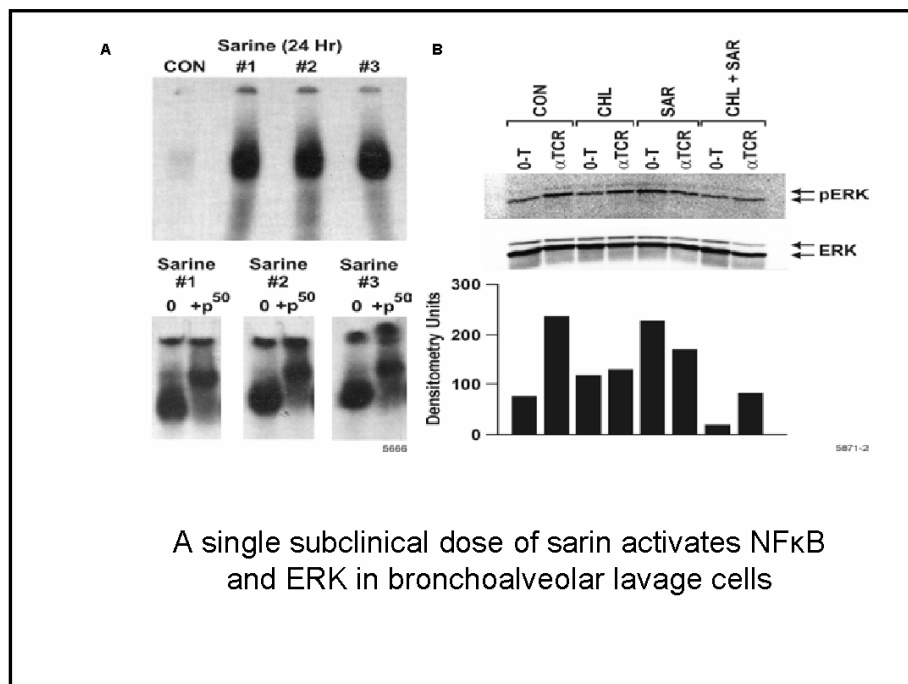 A
Sarine (24 Hr)
CON #1 #2 #3
Sarine #1
0 +p50
Sarine #2
0 +p50
Sarine #3
0 +p50
5666
B
CON CHL SAR CHL + SAR
0-T αTCR 0-T αTCR 0-T αTCR 0-T αTCR
pERK
ERK
Densitometry Units
300
200
100
0
5871-2
A single subclinical dose of sarin activates NFκB
and ERK in bronchoalveolar lavage cells